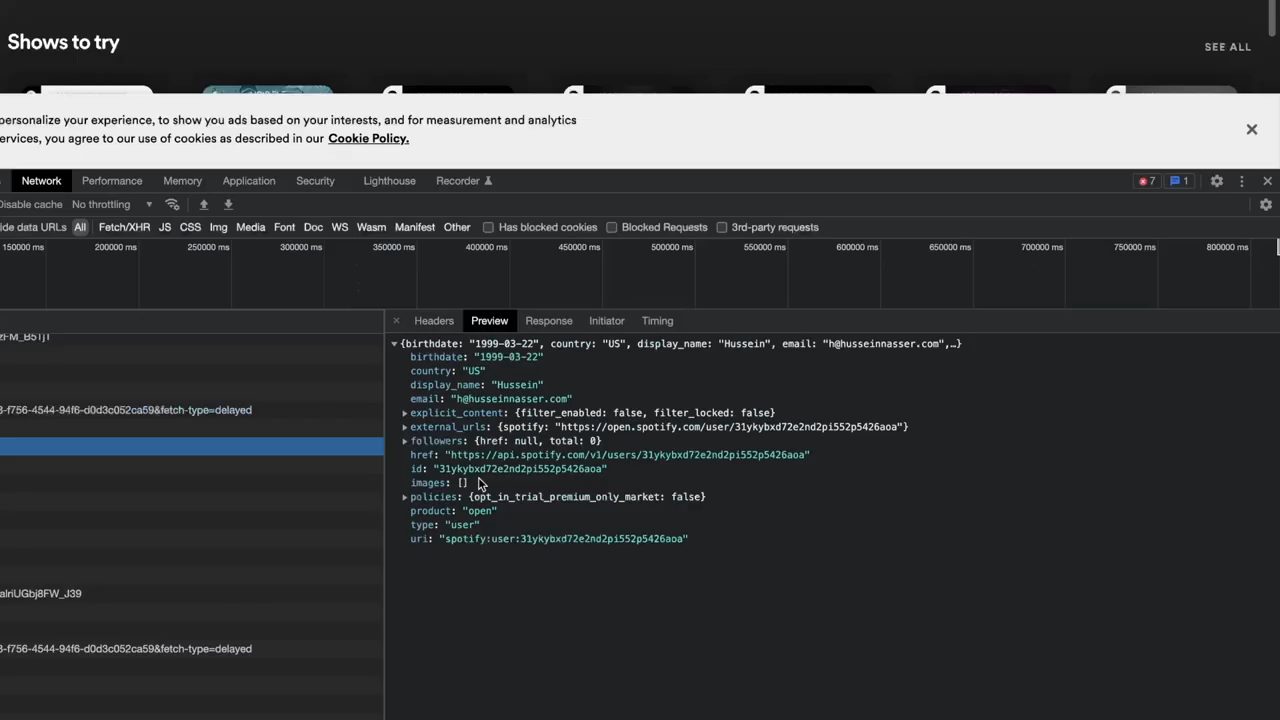 Shows to try
SEE ALL
personalize your experience, to show you ads based on your interests, and for measurement and analytics
ervices, you agree to our use of cookies as described in our Cookie Policy.
Network Performance Memory Application Security Lighthouse Recorder 7 1
Disable cache No throttling
ide data URLs All Fetch/XHR JS CSS Img Media Font Doc WS Wasm Manifest Other Has blocked cookies Blocked Requests 3rd-party requests
150000 ms 200000 ms 250000 ms 300000 ms 350000 ms 400000 ms 450000 ms 500000 ms 550000 ms 600000 ms 650000 ms 700000 ms 750000 ms 800000 ms
Headers Preview Response Initiator Timing
{birthdate: "1999-03-22", country: "US", display_name: "Hussein", email: "h@husseinnasser.com",…}
birthdate: "1999-03-22"
country: "US"
display_name: "Hussein"
email: "h@husseinnasser.com"
3-f756-4544-94f6-d0d3c052ca59&fetch-type=delayed
explicit_content: {filter_enabled: false, filter_locked: false}
external_urls: {spotify: "https://open.spotify.com/user/31ykybxd72e2nd2pi552p5426aoa"}
followers: {href: null, total: 0}
href: "https://api.spotify.com/v1/users/31ykybxd72e2nd2pi552p5426aoa"
id: "31ykybxd72e2nd2pi552p5426aoa"
images: []
policies: {opt_in_trial_premium_only_market: false}
product: "open"
type: "user"
uri: "spotify:user:31ykybxd72e2nd2pi552p5426aoa"
alriUGbj8FW_J39
3-f756-4544-94f6-d0d3c052ca59&fetch-type=delayed